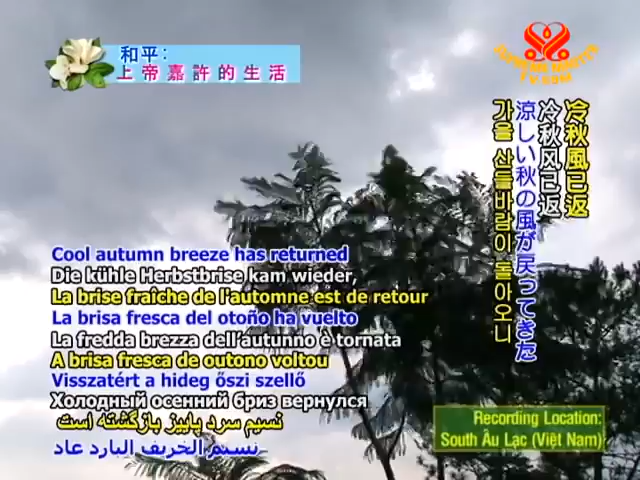 和平:
上帝嘉許的生活
SUPREME MASTER
TV.COM
冷秋風已返
冷秋风已返
涼しい秋の風が戻ってきた
가을 산들바람이 돌아오니
Cool autumn breeze has returned
Die kühle Herbstbrise kam wieder,
La brise fraîche de l'automne est de retour
La brisa fresca del otoño ha vuelto
La fredda brezza dell'autunno è tornata
A brisa fresca de outono voltou
Visszatért a hideg őszi szellő
Холодный осенний бриз вернулся
نسیم سرد پاییز بازگشته است
نسيم الخريف البارد عاد
Recording Location:
South Âu Lạc (Việt Nam)